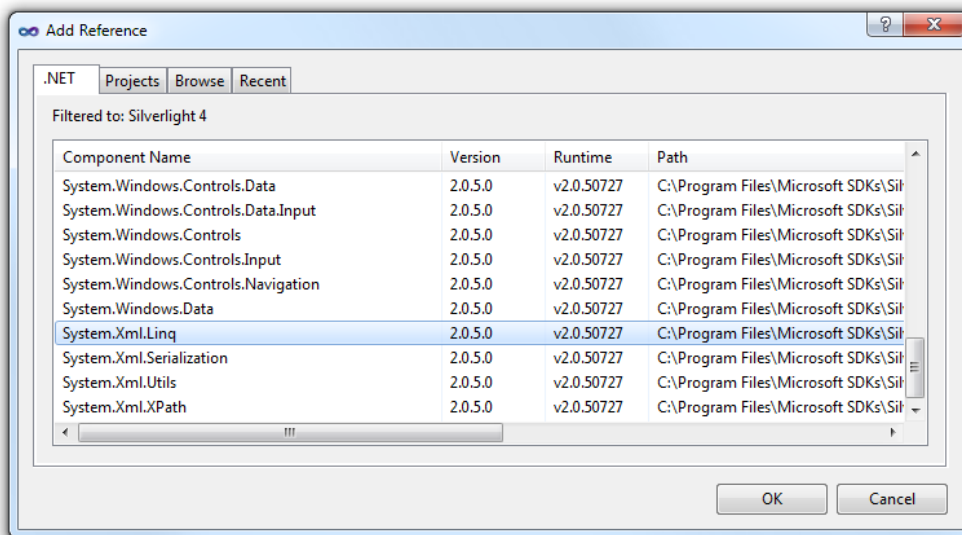 Add Reference
.NET Projects Browse Recent
Filtered to: Silverlight 4
Component Name Version Runtime Path
System.Windows.Controls.Data 2.0.5.0 v2.0.50727 C:\Program Files\Microsoft SDKs\Sil
System.Windows.Controls.Data.Input 2.0.5.0 v2.0.50727 C:\Program Files\Microsoft SDKs\Sil
System.Windows.Controls 2.0.5.0 v2.0.50727 C:\Program Files\Microsoft SDKs\Sil
System.Windows.Controls.Input 2.0.5.0 v2.0.50727 C:\Program Files\Microsoft SDKs\Sil
System.Windows.Controls.Navigation 2.0.5.0 v2.0.50727 C:\Program Files\Microsoft SDKs\Sil
System.Windows.Data 2.0.5.0 v2.0.50727 C:\Program Files\Microsoft SDKs\Sil
System.Xml.Linq 2.0.5.0 v2.0.50727 C:\Program Files\Microsoft SDKs\Sil
System.Xml.Serialization 2.0.5.0 v2.0.50727 C:\Program Files\Microsoft SDKs\Sil
System.Xml.Utils 2.0.5.0 v2.0.50727 C:\Program Files\Microsoft SDKs\Sil
System.Xml.XPath 2.0.5.0 v2.0.50727 C:\Program Files\Microsoft SDKs\Sil
OK Cancel